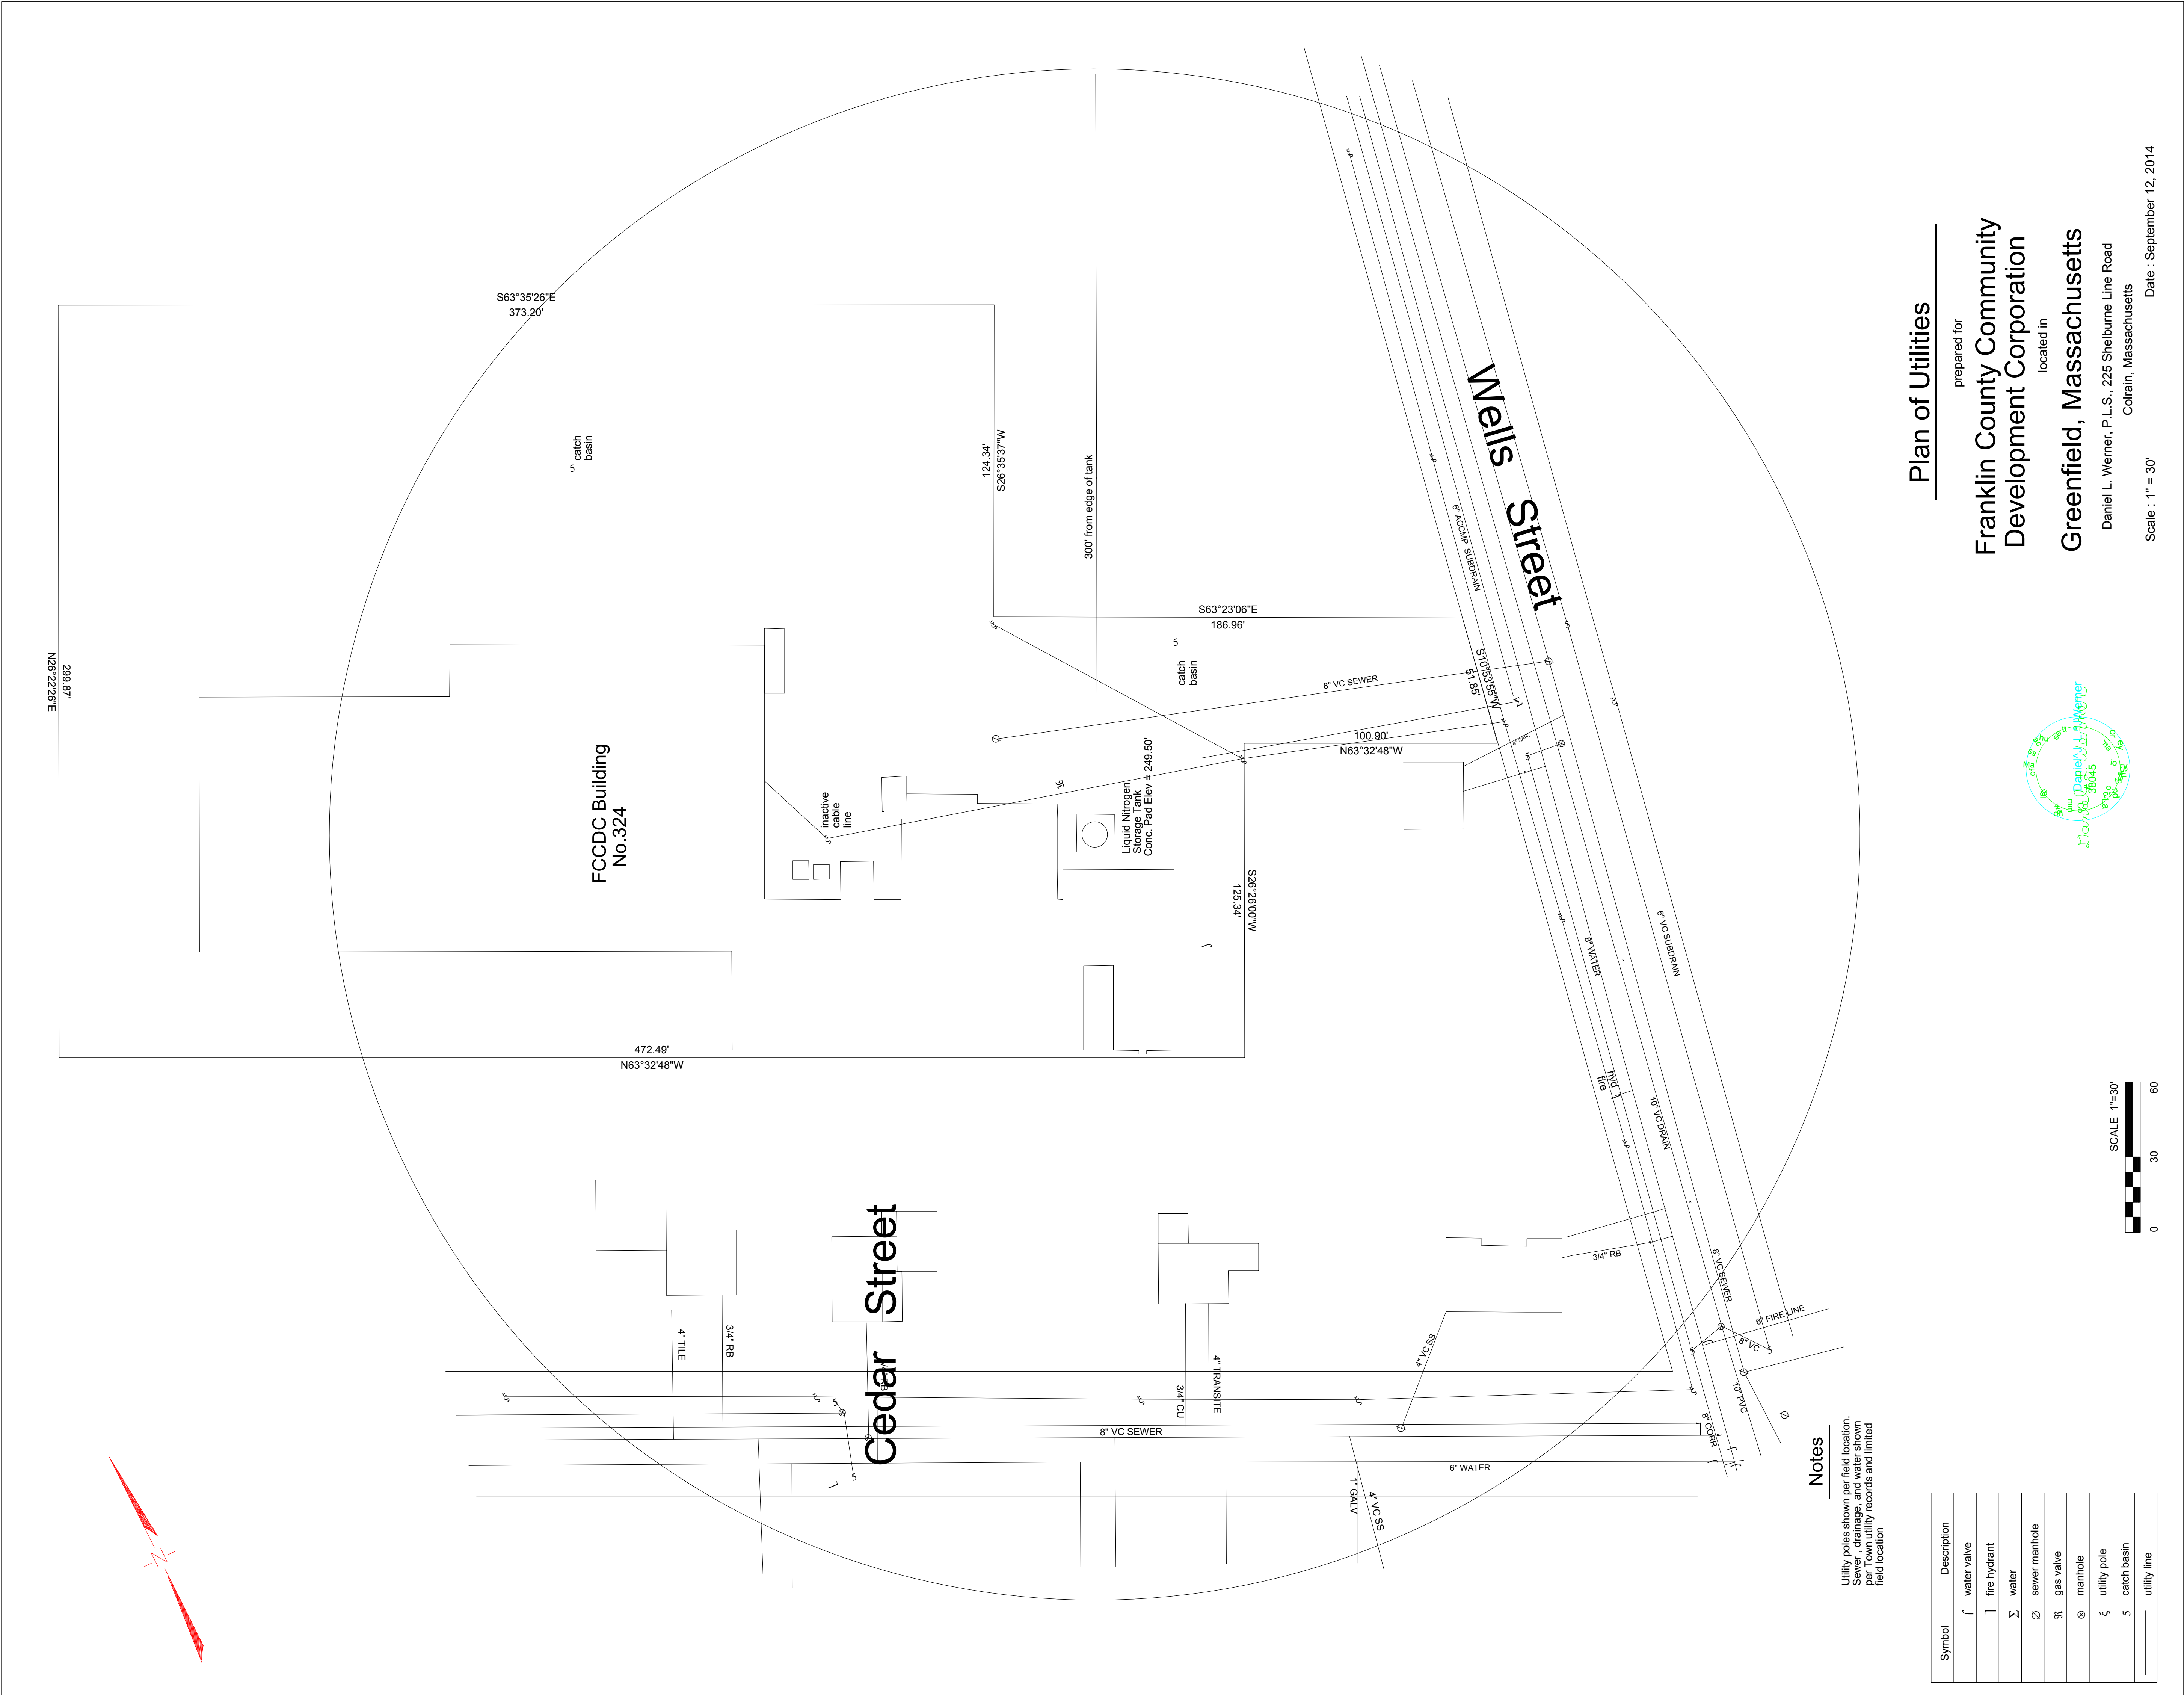 Plan of Utilities
prepared for
Franklin County Community
Development Corporation
located in
Greenfield, Massachusetts
Daniel L. Werner, P.L.S., 225 Shelburne Line Road
Colrain, Massachusetts
Scale : 1" = 30'
Date : September 12, 2014
S63°35'26"E
373.20'
124.34'
S26°35'37"W
300' from edge of tank
S63°23'06"E
186.96'
S10°53'55"W
51.85'
100.90'
N63°32'48"W
S26°26'00"W
125.34'
472.49'
N63°32'48"W
299.87'
N26°22'26"E
catch
basin
catch
basin
FCCDC Building
No.324
inactive
cable
line
Liquid Nitrogen
Storage Tank
Conc. Pad Elev = 249.50'
Wells Street
6" ACCMP SUBDRAIN
8" VC SEWER
4" SAN
6" VC SUBDRAIN
8" WATER
fire
hyd
10" VC DRAIN
3/4" RB
8" VC SEWER
6" FIRE LINE
8" VC
10" PVC
8" CORR
Cedar Street
4" TILE
3/4" RB
3/4" CU
4" TRANSITE
4" VC SS
8" VC SEWER
6" WATER
1" GALV
4" VC SS
Notes
Utility poles shown per field location.
Sewer , drainage, and water shown
per Town utility records and limited
field location
SCALE 1"=30'
0 30 60
Symbol Description
∫ water valve
⌉ fire hydrant
Σ water
∅ sewer manhole
ℜ gas valve
⊗ manhole
ξ utility pole
5 catch basin
utility line
38045